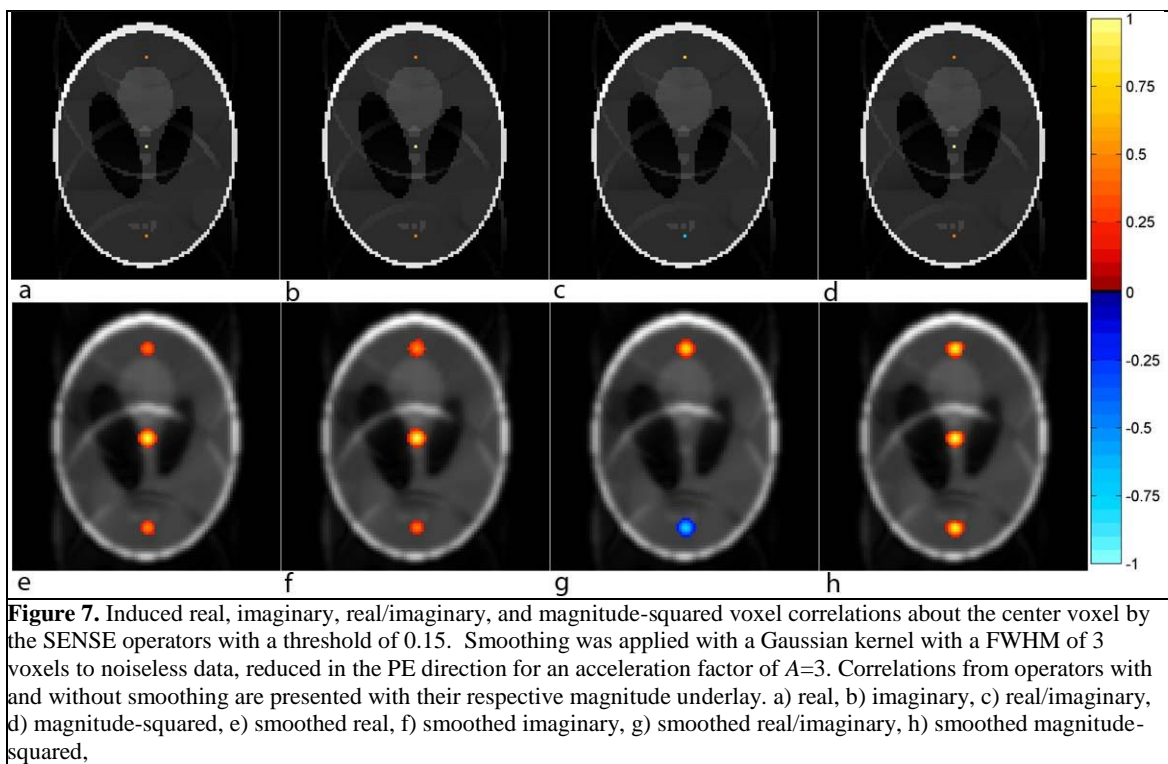 a
b
c
d
e
f
g
h
1
0.75
0.5
0.25
0
-0.25
-0.5
-0.75
-1
Figure 7. Induced real, imaginary, real/imaginary, and magnitude-squared voxel correlations about the center voxel by
the SENSE operators with a threshold of 0.15. Smoothing was applied with a Gaussian kernel with a FWHM of 3
voxels to noiseless data, reduced in the PE direction for an acceleration factor of A=3. Correlations from operators with
and without smoothing are presented with their respective magnitude underlay. a) real, b) imaginary, c) real/imaginary,
d) magnitude-squared, e) smoothed real, f) smoothed imaginary, g) smoothed real/imaginary, h) smoothed magnitude-
squared,